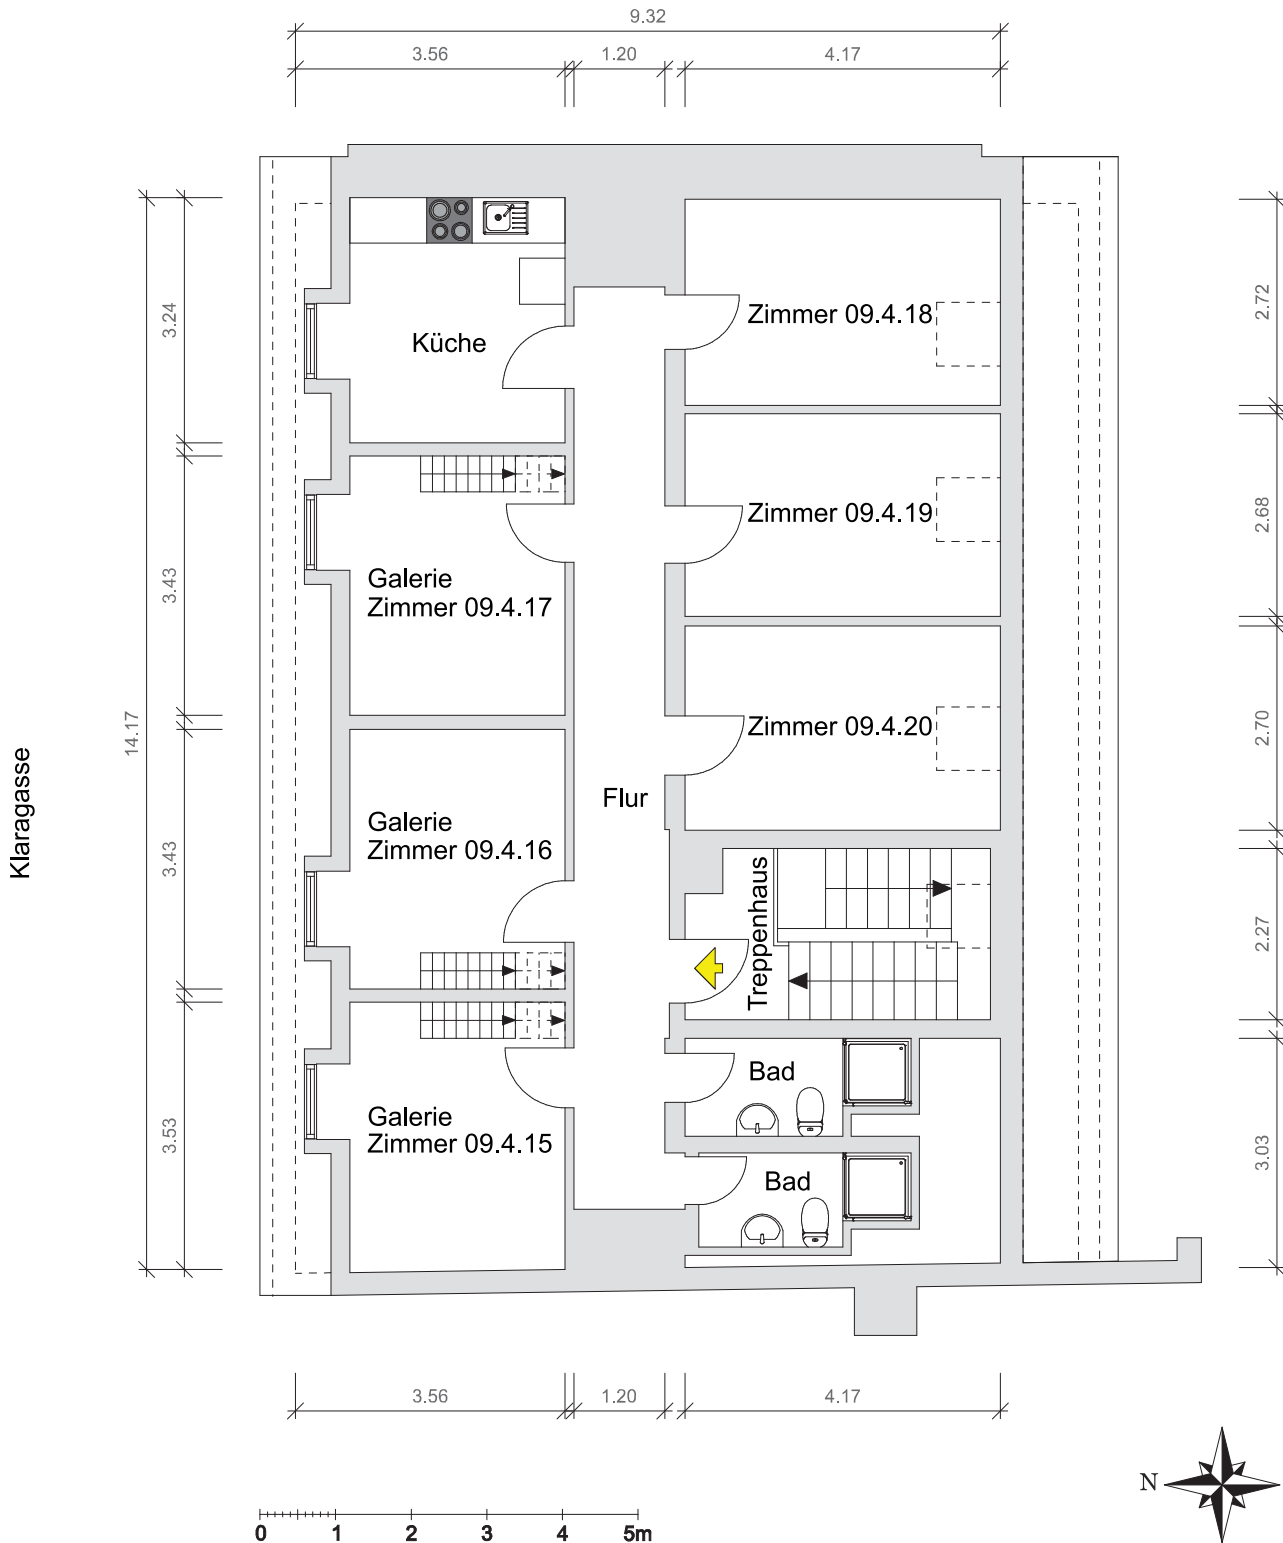 9.32
3.56
1.20
4.17
3.24
3.43
14.17
3.43
3.53
Klaragasse
Küche
Zimmer 09.4.18
Zimmer 09.4.19
Galerie
Zimmer 09.4.17
Zimmer 09.4.20
Flur
Galerie
Zimmer 09.4.16
Treppenhaus
Bad
Galerie
Zimmer 09.4.15
Bad
2.72
2.68
2.70
2.27
3.03
3.56
1.20
4.17
N
0 1 2 3 4 5m